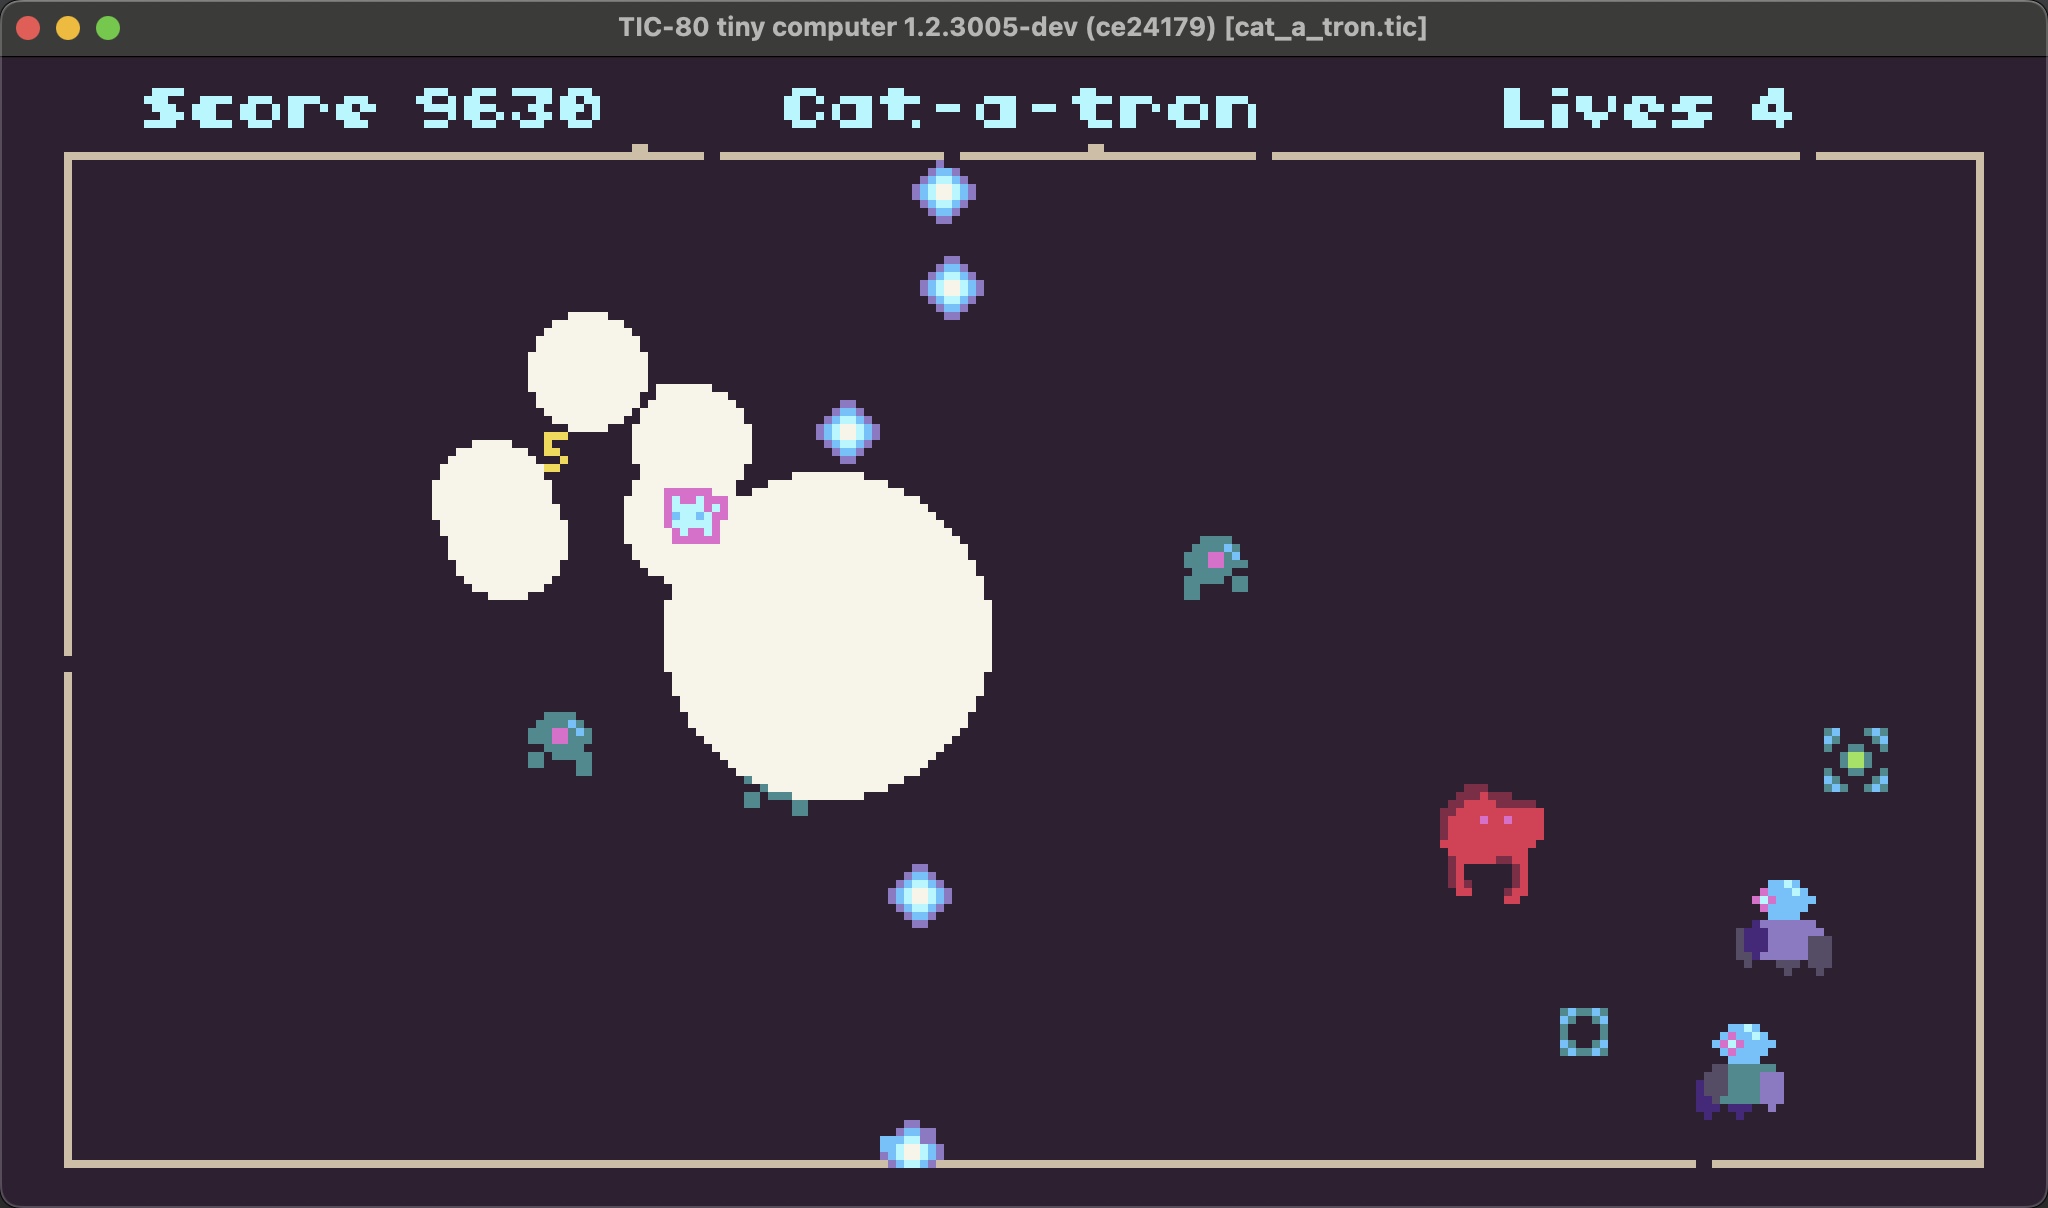 TIC-80 tiny computer 1.2.3005-dev (ce24179) [cat_a_tron.tic]
Score 9630 Cat-a-tron Lives 4
5